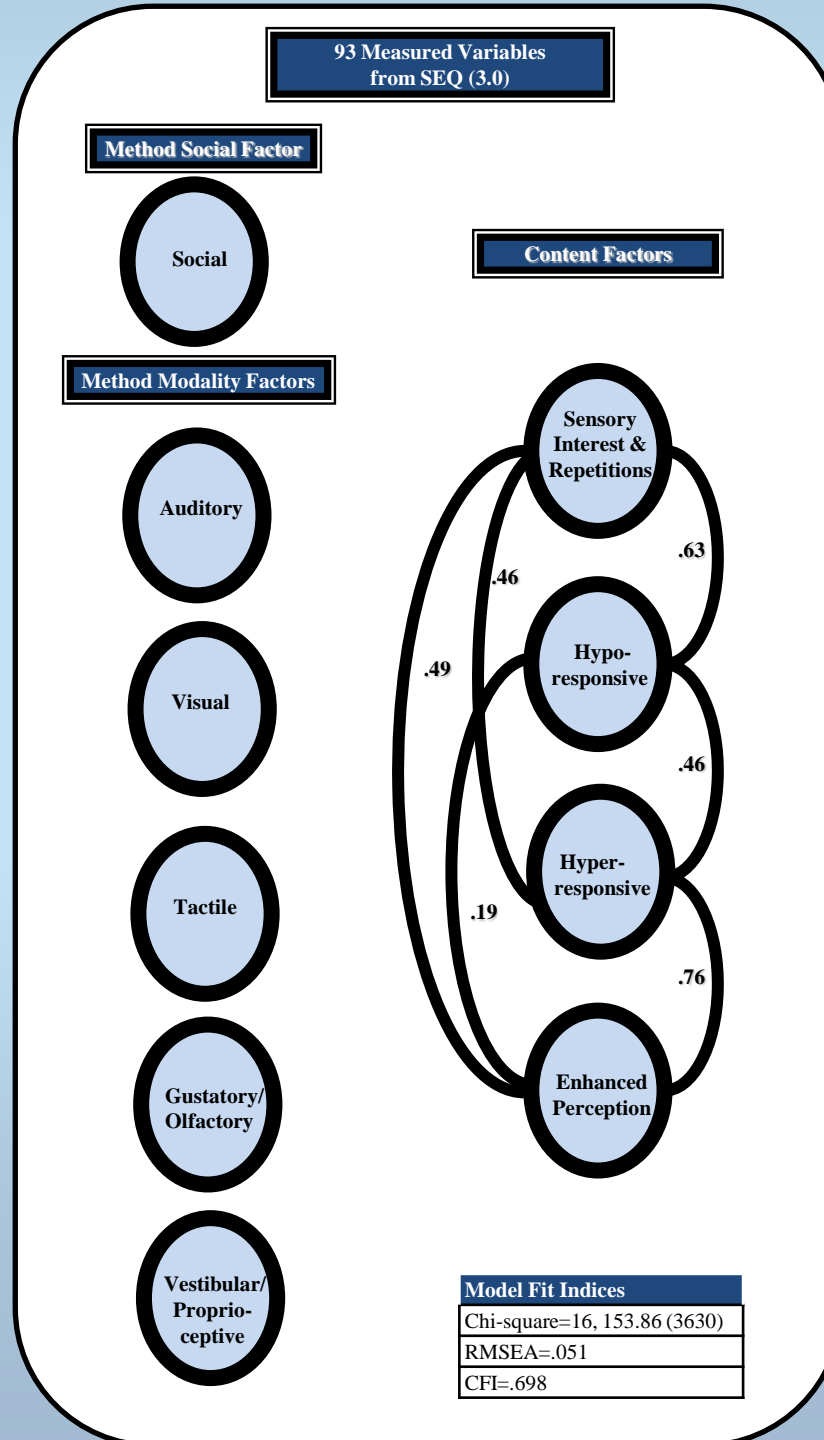 93 Measured Variables
from SEQ (3.0)
Method Social Factor
Social
Method Modality Factors
Auditory
Visual
Tactile
Gustatory/
Olfactory
Vestibular/
Proprio-
ceptive
Content Factors
Sensory
Interest &
Repetitions
.63
.46
.49
Hypo-
responsive
.46
Hyper-
responsive
.19
.76
Enhanced
Perception
Model Fit Indices
Chi-square=16, 153.86 (3630)
RMSEA=.051
CFI=.698